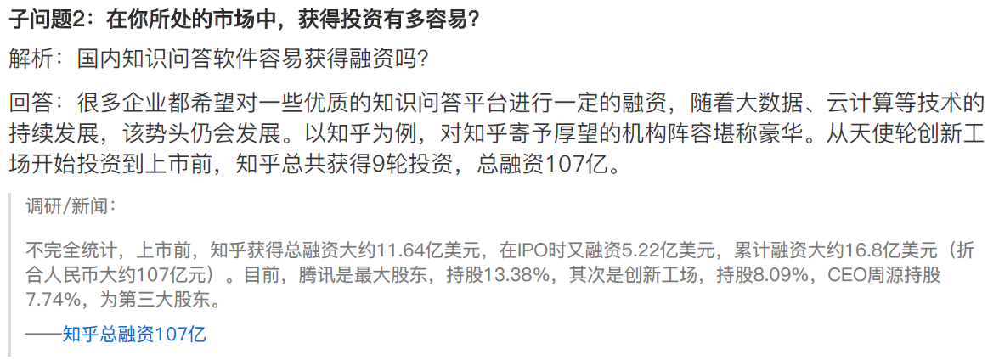 子问题2：在你所处的市场中，获得投资有多容易？
解析：国内知识问答软件容易获得融资吗？
回答：很多企业都希望对一些优质的知识问答平台进行一定的融资，随着大数据、云计算等技术的
持续发展，该势头仍会发展。以知乎为例，对知乎寄予厚望的机构阵容堪称豪华。从天使轮创新工
场开始投资到上市前，知乎总共获得9轮投资，总融资107亿。
调研/新闻：
不完全统计，上市前，知乎获得总融资大约11.64亿美元，在IPO时又融资5.22亿美元，累计融资大约16.8亿美元（折
合人民币大约107亿元）。目前，腾讯是最大股东，持股13.38%，其次是创新工场，持股8.09%，CEO周源持股
7.74%，为第三大股东。
——知乎总融资107亿